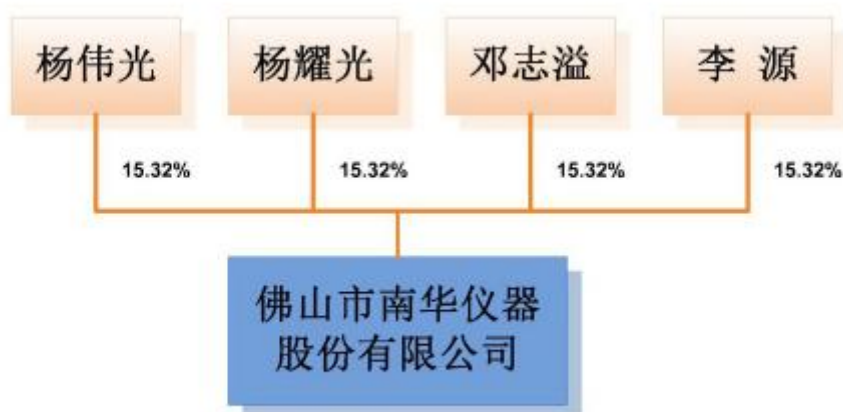 杨伟光 杨耀光 邓志溢 李 源
15.32% 15.32% 15.32% 15.32%
佛山市南华仪器
股份有限公司